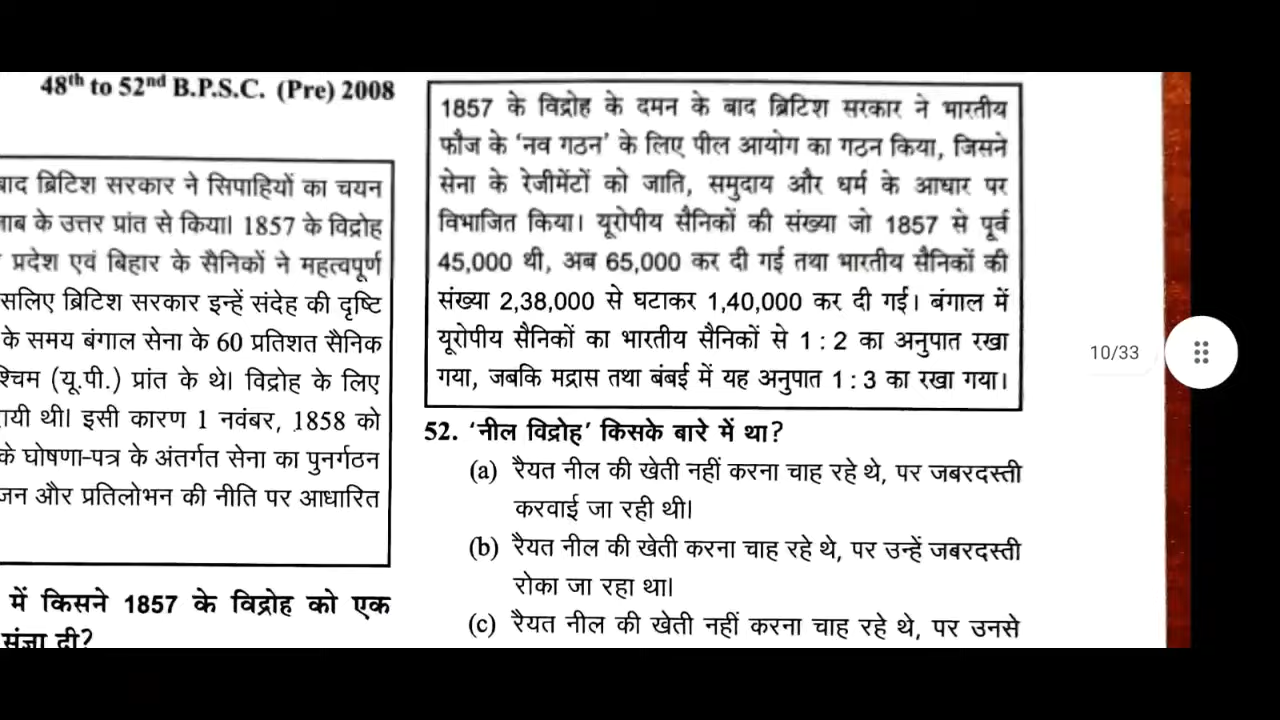 48th to 52nd B.P.S.C. (Pre) 2008
बाद ब्रिटिश सरकार ने सिपाहियों का चयन
के उत्तर प्रांत से किया। 1857 के विद्रोह
प्रदेश एवं बिहार के सैनिकों ने महत्वपूर्ण
ब्रिटिश सरकार इन्हें संदेह की दृष्टि
के समय बंगाल सेना के 60 प्रतिशत सैनिक
(यू.पी.) प्रांत के थे। विद्रोह के लिए
थी। इसी कारण 1 नवंबर, 1858 को
के घोषणा-पत्र के अंतर्गत सेना का पुनर्गठन
और प्रतिलोभन की नीति पर आधारित
में किसने 1857 के विद्रोह को एक
संज्ञा दी?
1857 के विद्रोह के दमन के बाद ब्रिटिश सरकार ने भारतीय
फौज के 'नव गठन' के लिए पील आयोग का गठन किया, जिसने
सेना के रेजीमेंटों को जाति, समुदाय और धर्म के आधार पर
विभाजित किया। यूरोपीय सैनिकों की संख्या जो 1857 से पूर्व
45,000 थी, अब 65,000 कर दी गई तथा भारतीय सैनिकों की
संख्या 2,38,000 से घटाकर 1,40,000 कर दी गई। बंगाल में
यूरोपीय सैनिकों का भारतीय सैनिकों से 1 : 2 का अनुपात रखा
गया, जबकि मद्रास तथा बंबई में यह अनुपात 1 : 3 का रखा गया।
52. 'नील विद्रोह' किसके बारे में था?
(a) रैयत नील की खेती नहीं करना चाह रहे थे, पर जबरदस्ती
करवाई जा रही थी।
(b) रैयत नील की खेती करना चाह रहे थे, पर उन्हें जबरदस्ती
रोका जा रहा था।
(c) रैयत नील की खेती नहीं करना चाह रहे थे, पर उनसे
10/33